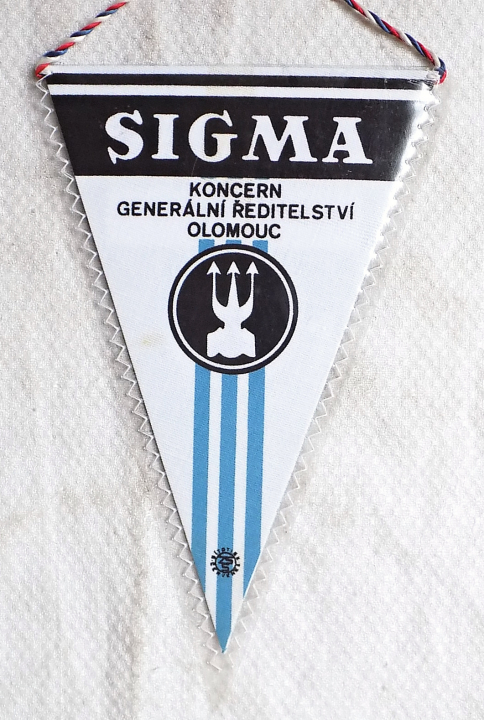 SIGMA
KONCERN
GENERÁLNÍ ŘEDITELSTVÍ
OLOMOUC